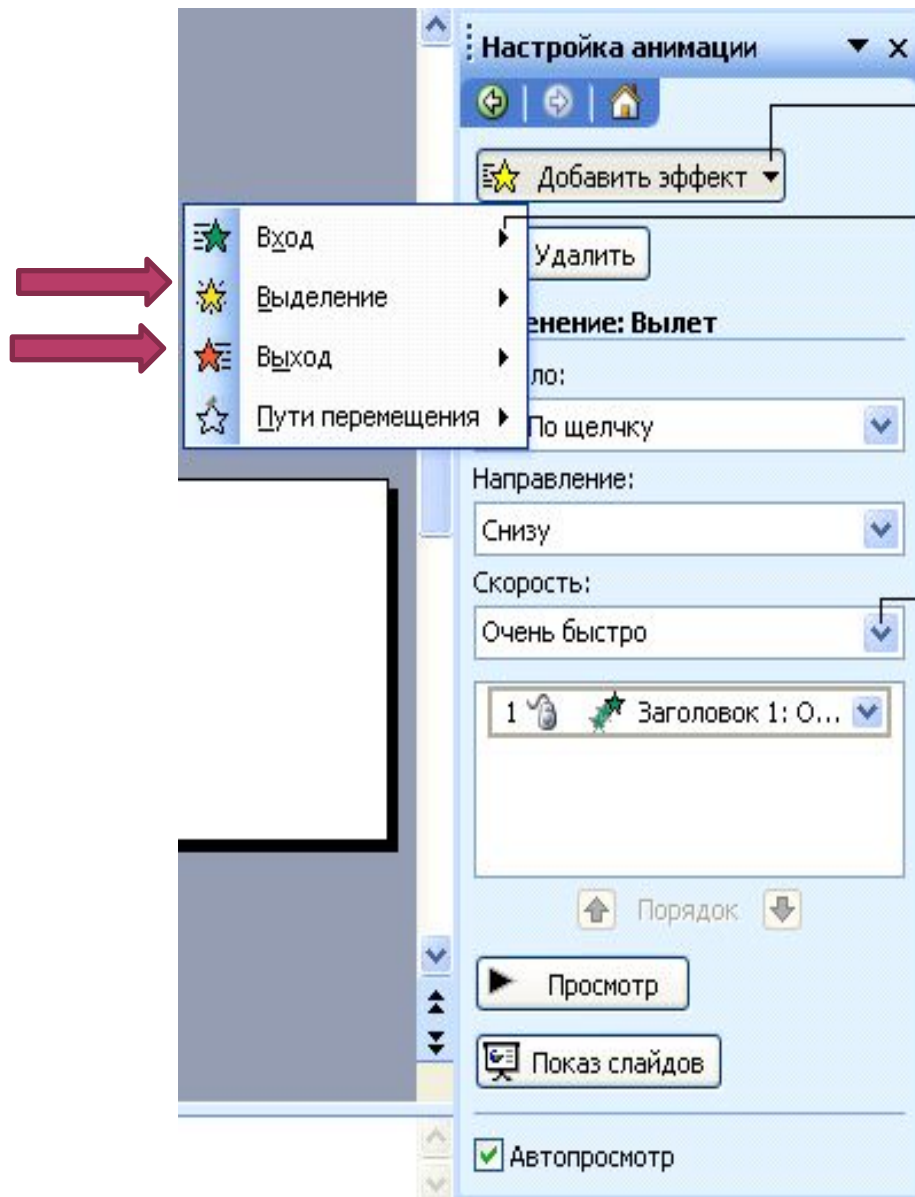 Настройка анимации
Добавить эффект
Вход
Удалить
Выделение
енение: Вылет
Выход
ло:
Пути перемещения
По щелчку
Направление:
Снизу
Скорость:
Очень быстро
1 Заголовок 1: О...
Порядок
Просмотр
Показ слайдов
Автопросмотр